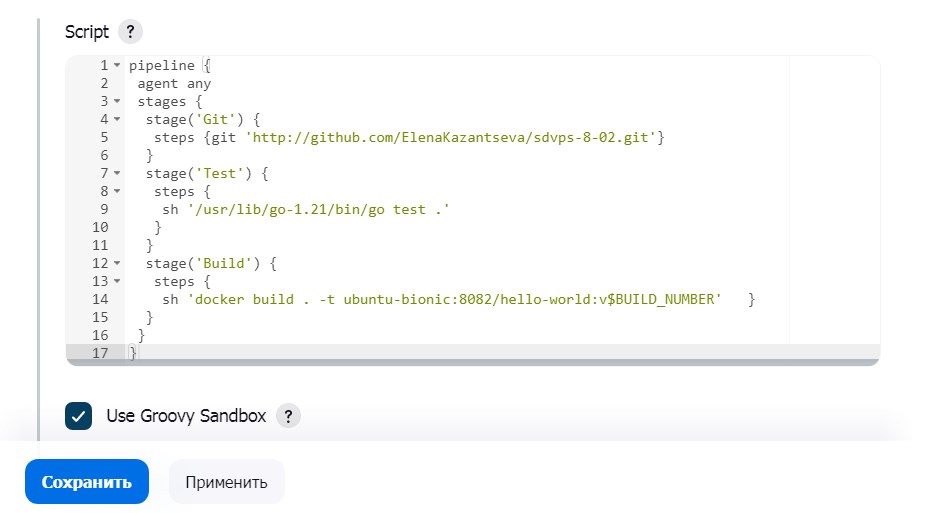 Script ?
1 pipeline {
2 agent any
3 stages {
4 stage('Git') {
5 steps {git 'http://github.com/ElenaKazantseva/sdvps-8-02.git'}
6 }
7 stage('Test') {
8 steps {
9 sh '/usr/lib/go-1.21/bin/go test .'
10 }
11 }
12 stage('Build') {
13 steps {
14 sh 'docker build . -t ubuntu-bionic:8082/hello-world:v$BUILD_NUMBER' }
15 }
16 }
17 }
Use Groovy Sandbox ?
Сохранить Применить